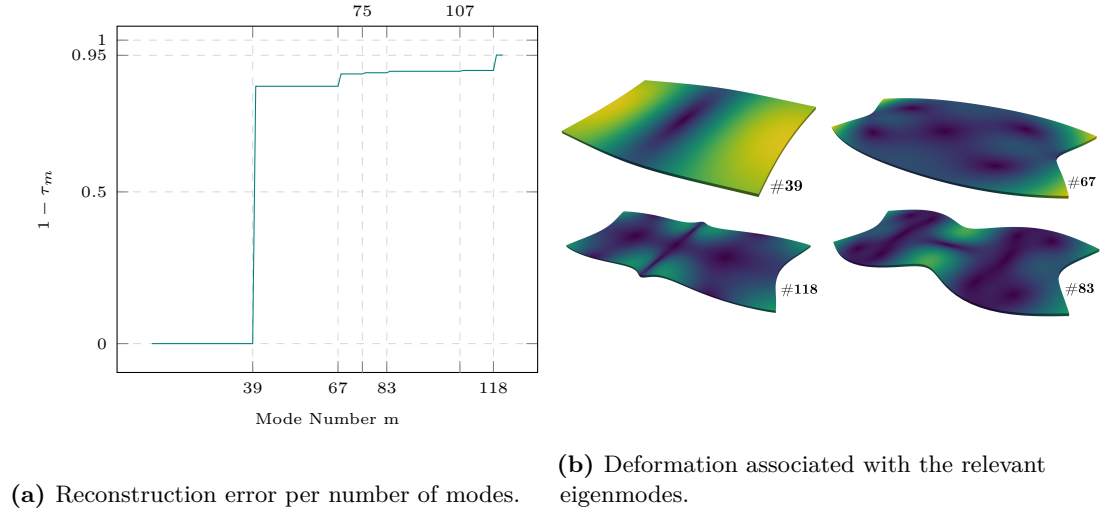 75 107
1
0.95
0.5
0
1 − τm
39 67 83 118
Mode Number m
#39
#67
#118
#83
(a) Reconstruction error per number of modes.
(b) Deformation associated with the relevant
eigenmodes.